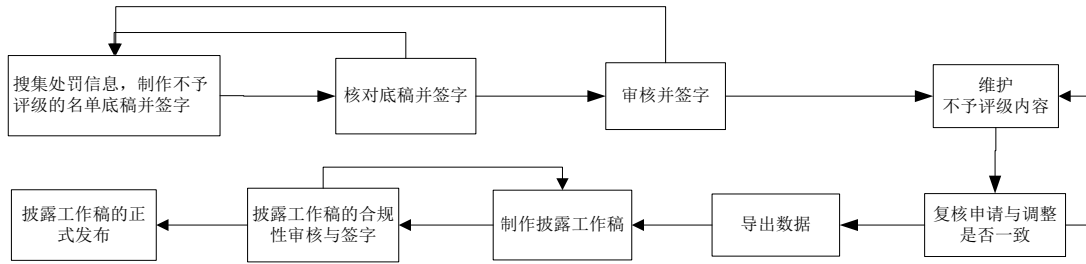 搜集处罚信息，制作不予
评级的名单底稿并签字
核对底稿并签字
审核并签字
维护
不予评级内容
披露工作稿的正
式发布
披露工作稿的合规
性审核与签字
制作披露工作稿
导出数据
复核申请与调整
是否一致